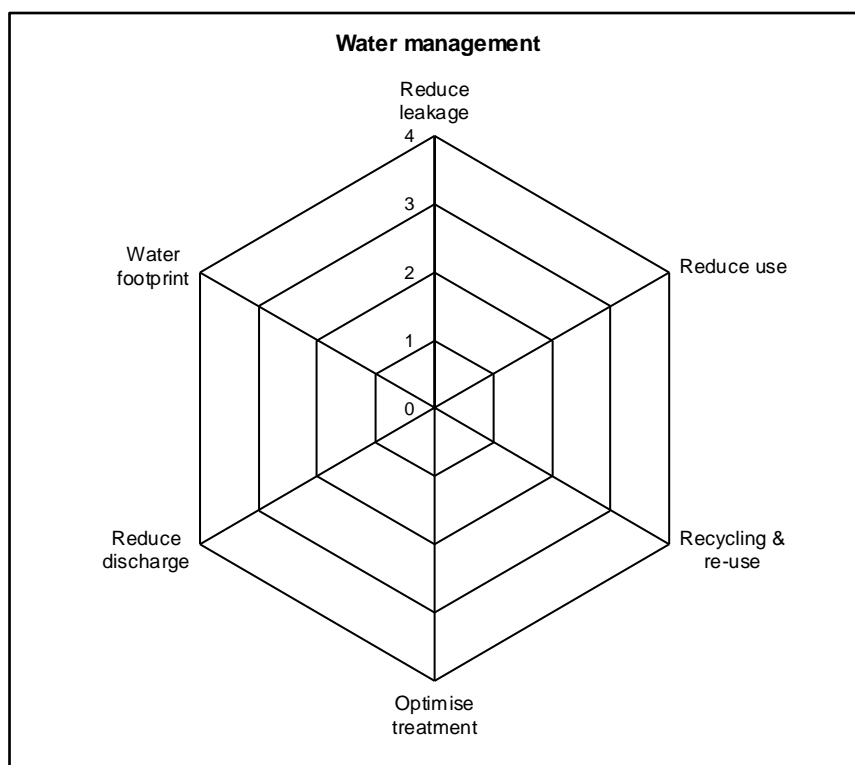 Water management
Reduce
leakage
4
3
2
1
0
Water
footprint
Reduce use
Reduce
discharge
Recycling &
re-use
Optimise
treatment